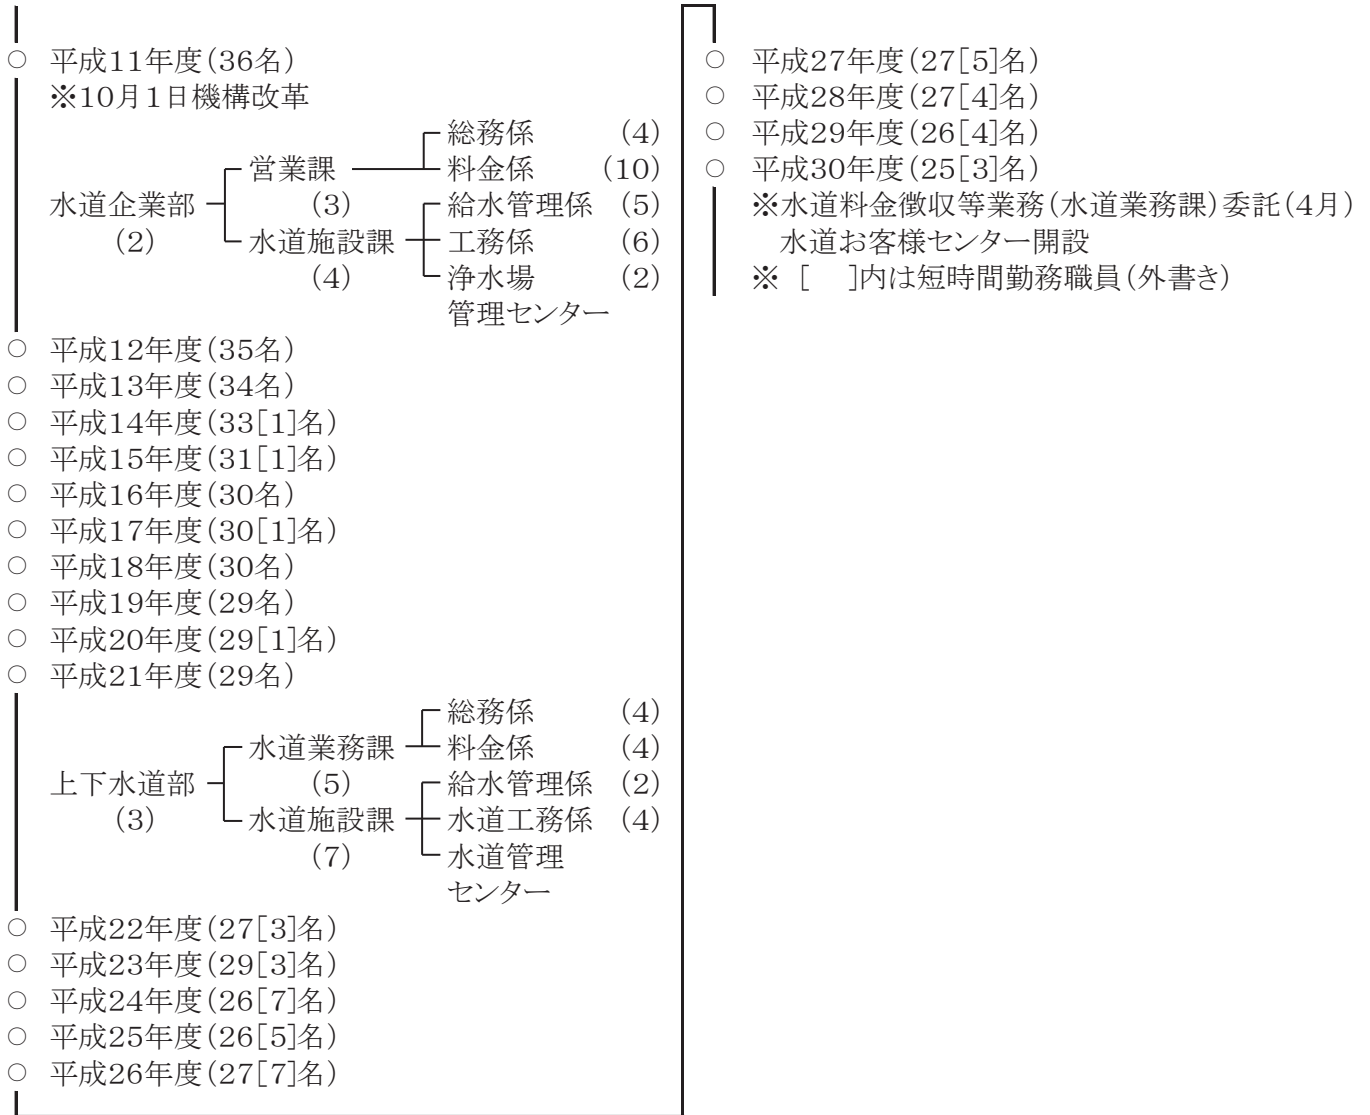 ○ 平成11年度(36名)
※10月1日機構改革
総務係 (4)
営業課 料金係 (10)
水道企業部 (3) 給水管理係 (5)
(2) 水道施設課 工務係 (6)
(4) 浄水場 (2)
管理センター
○ 平成12年度(35名)
○ 平成13年度(34名)
○ 平成14年度(33[1]名)
○ 平成15年度(31[1]名)
○ 平成16年度(30名)
○ 平成17年度(30[1]名)
○ 平成18年度(30名)
○ 平成19年度(29名)
○ 平成20年度(29[1]名)
○ 平成21年度(29名)
総務係 (4)
水道業務課 料金係 (4)
上下水道部 (5) 給水管理係 (2)
(3) 水道施設課 水道工務係 (4)
(7) 水道管理
センター
○ 平成22年度(27[3]名)
○ 平成23年度(29[3]名)
○ 平成24年度(26[7]名)
○ 平成25年度(26[5]名)
○ 平成26年度(27[7]名)
○ 平成27年度(27[5]名)
○ 平成28年度(27[4]名)
○ 平成29年度(26[4]名)
○ 平成30年度(25[3]名)
※水道料金徴収等業務(水道業務課)委託(4月)
水道お客様センター開設
※ [ ]内は短時間勤務職員(外書き)